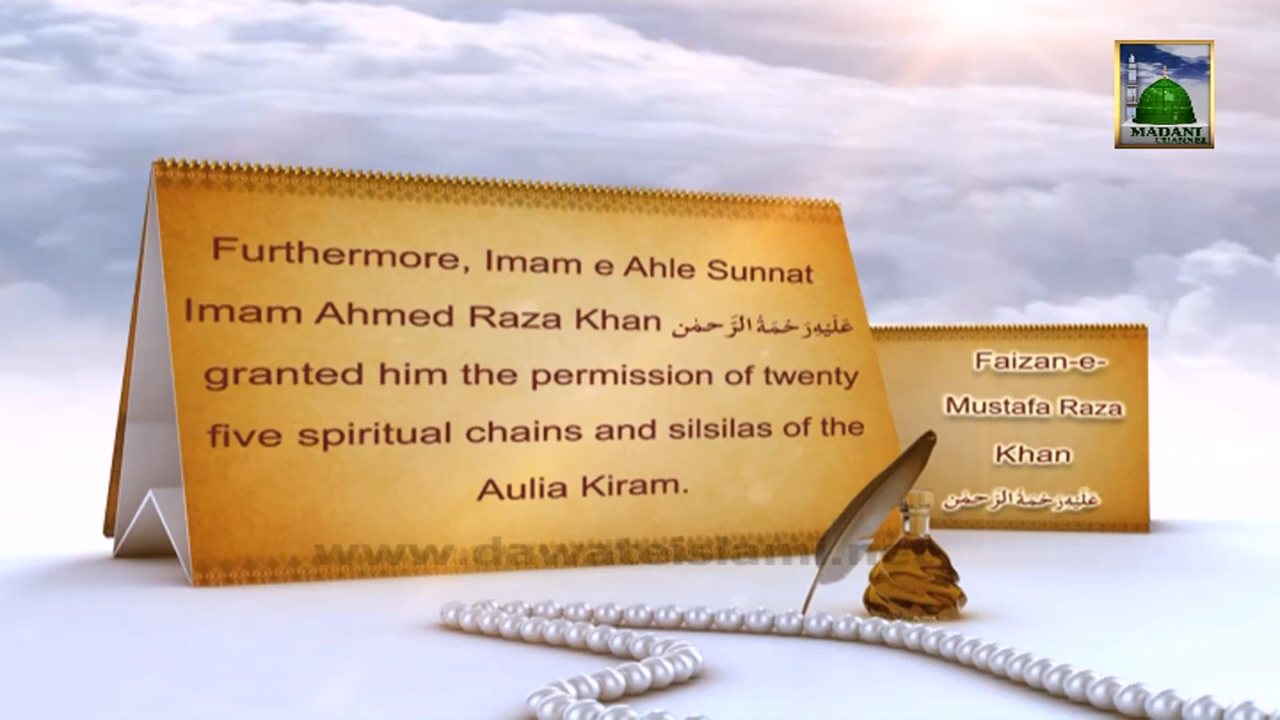 Furthermore, Imam e Ahle Sunnat
Imam Ahmed Raza Khan عَلَیْہِ رَحْمَۃُ الرَّحْمٰن
granted him the permission of twenty
five spiritual chains and silsilas of the
Aulia Kiram.
Faizan-e-
Mustafa Raza
Khan
عَلَیْہِ رَحْمَۃُ الرَّحْمٰن
MADANI
CHANNEL
www.dawateislami.net